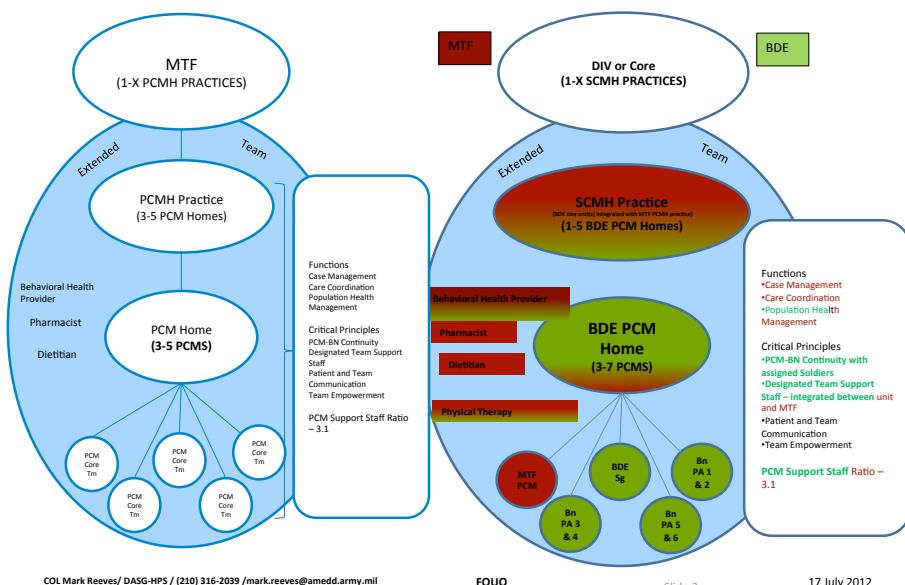 MTF
(1-X PCMH PRACTICES)
Extended
Team
PCMH Practice
(3-5 PCM Homes)
Behavioral Health
Provider
Pharmacist
Dietitian
PCM Home
(3-5 PCMS)
PCM
Core
Tm
PCM
Core
Tm
PCM
Core
Tm
PCM
Core
Tm
PCM
Core
Tm
Functions
Case Management
Care Coordination
Population Health
Management
Critical Principles
PCM-BN Continuity
Designated Team Support
Staff
Patient and Team
Communication
Team Empowerment
PCM Support Staff Ratio
– 3.1
MTF
BDE
DIV or Core
(1-X SCMH PRACTICES)
Extended
Team
SCMH Practice
(BDE size unit(s) integrated with MTF PCMH practice)
(1-5 BDE PCM Homes)
Behavioral Health Provider
Pharmacist
Dietitian
Physical Therapy
BDE PCM
Home
(3-7 PCMS)
MTF
PCM
Bn
PA 3
& 4
BDE
Sg
Bn
PA 5
& 6
Bn
PA 1
& 2
Functions
•Case Management
•Care Coordination
•Population Health
Management
Critical Principles
•PCM-BN Continuity with
assigned Soldiers
•Designated Team Support
Staff – integrated between unit
and MTF
•Patient and Team
Communication
•Team Empowerment
PCM Support Staff Ratio –
3.1
COL Mark Reeves/ DASG-HPS / (210) 316-2039 /mark.reeves@amedd.army.mil
FOUO
17 July 2012